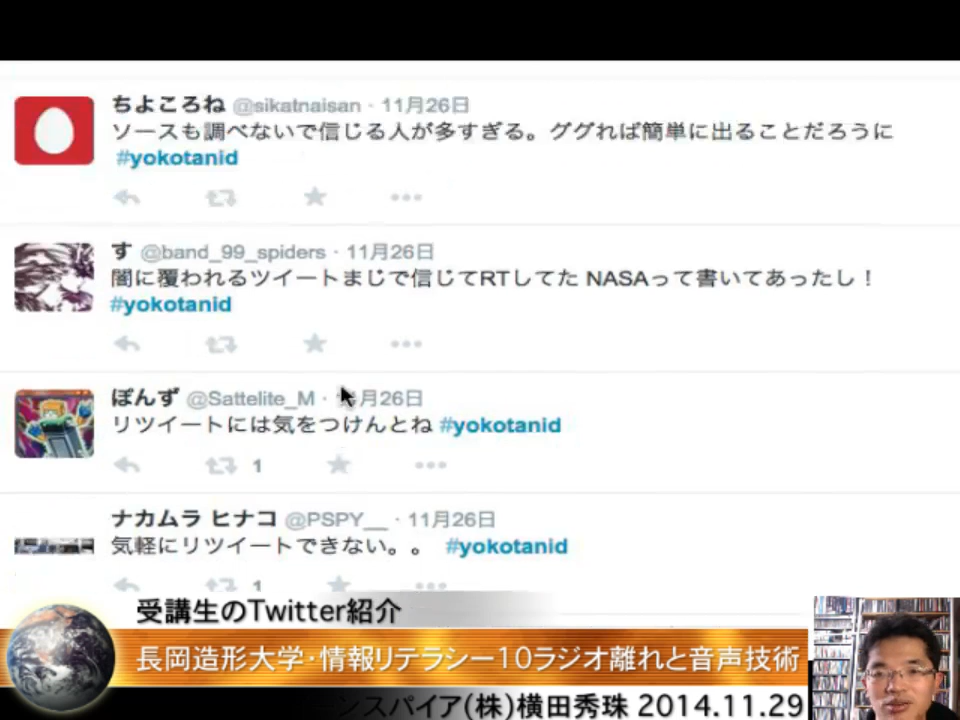 ちよころね @sikatnaisan · 11月26日
ソースも調べないで信じる人が多すぎる。ググれば簡単に出ることだろうに
#yokotanid
す @band_99_spiders · 11月26日
闇に覆われるツイートまじで信じてRTしてた NASAって書いてあったし!
#yokotanid
ぽんず @Sattelite_M · 月26日
リツイートには気をつけんとね #yokotanid
1
ナカムラ ヒナコ @PSPY__ · 11月26日
気軽にリツイートできない。。 #yokotanid
1
受講生のTwitter紹介
長岡造形大学・情報リテラシー10ラジオ離れと音声技術
ーンスパイア(株)横田秀珠 2014.11.29